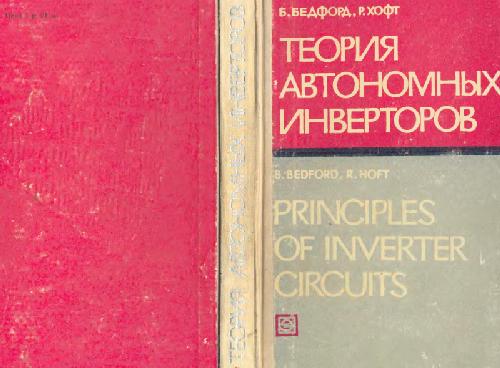 Б. БЕДФОРД, Р. ХОФТ
ТЕОРИЯ
АВТОНОМНЫХ
ИНВЕРТОРОВ
B. BEDFORD, R. HOFT
PRINCIPLES
OF INVERTER
CIRCUITS
ТЕОРИЯ АВТОНОМНЫХ ИНВЕРТОРОВ